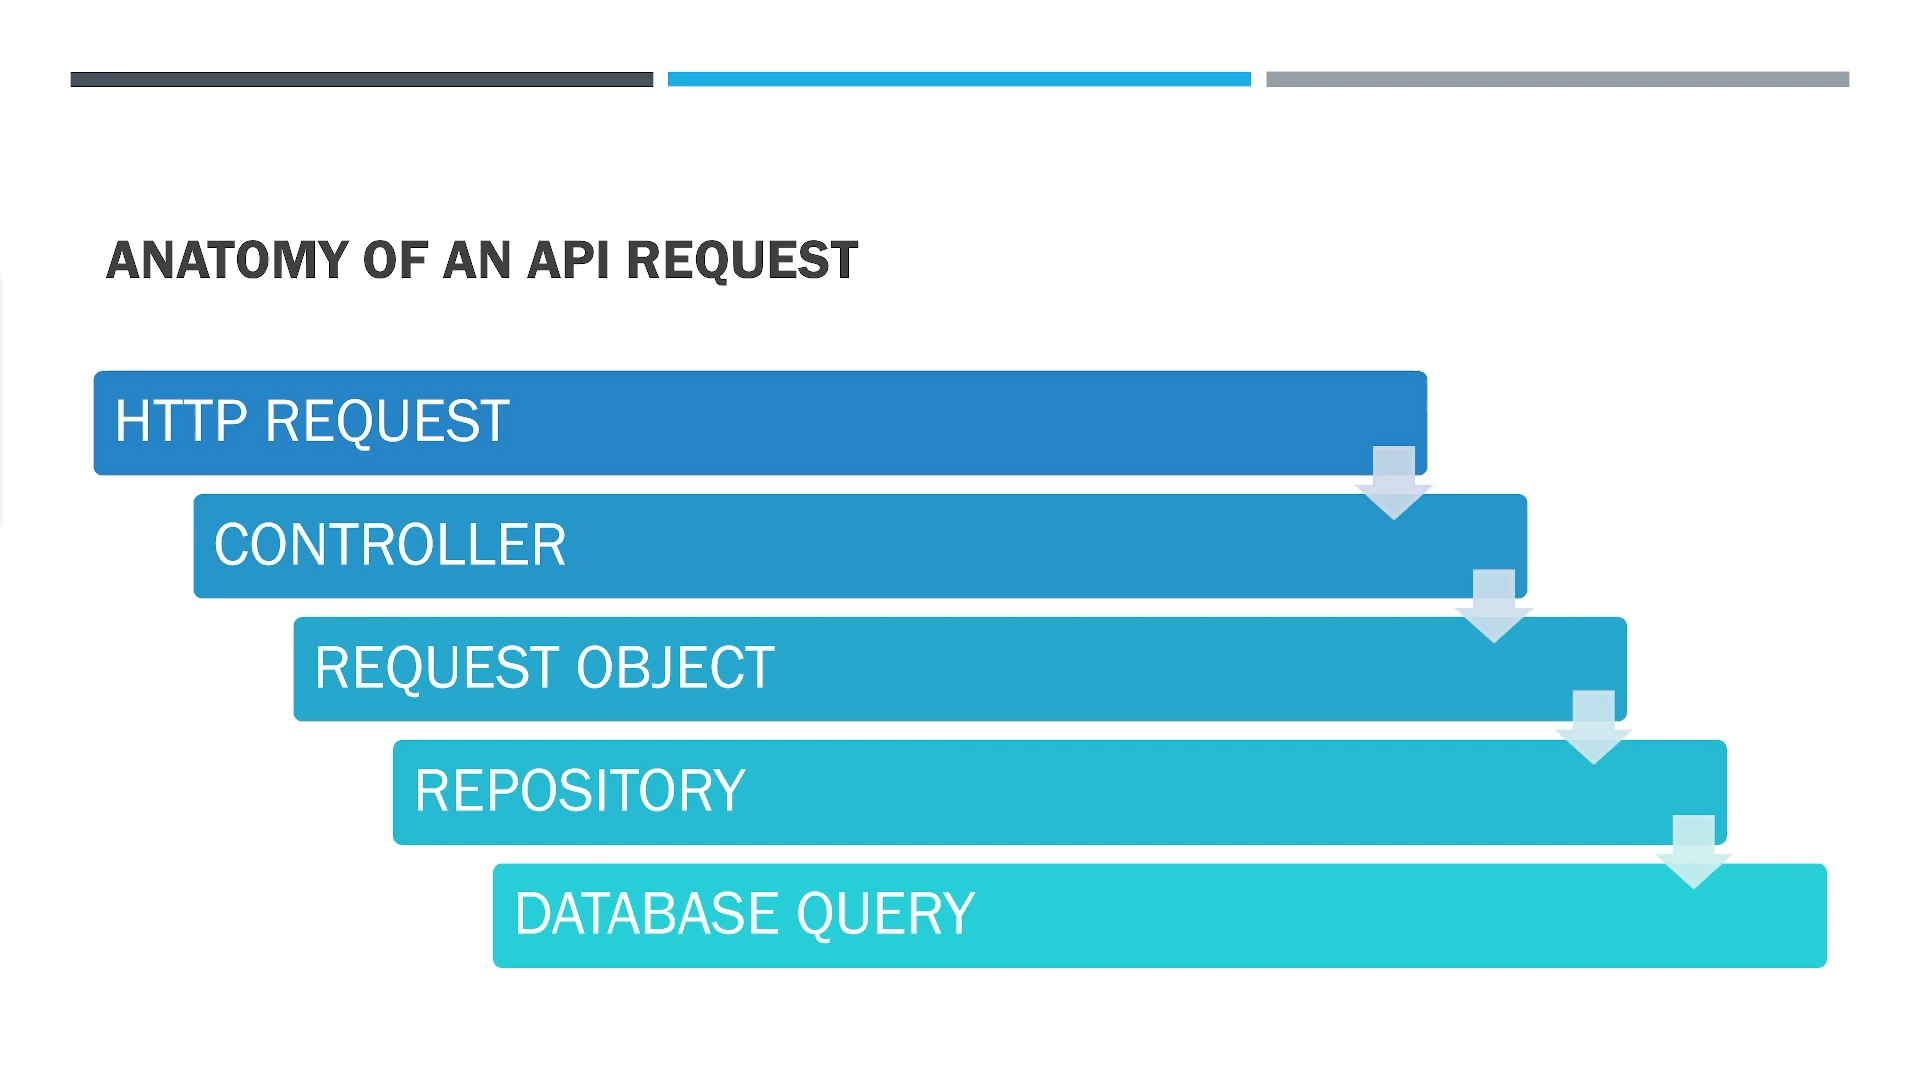 ANATOMY OF AN API REQUEST
HTTP REQUEST
CONTROLLER
REQUEST OBJECT
REPOSITORY
DATABASE QUERY